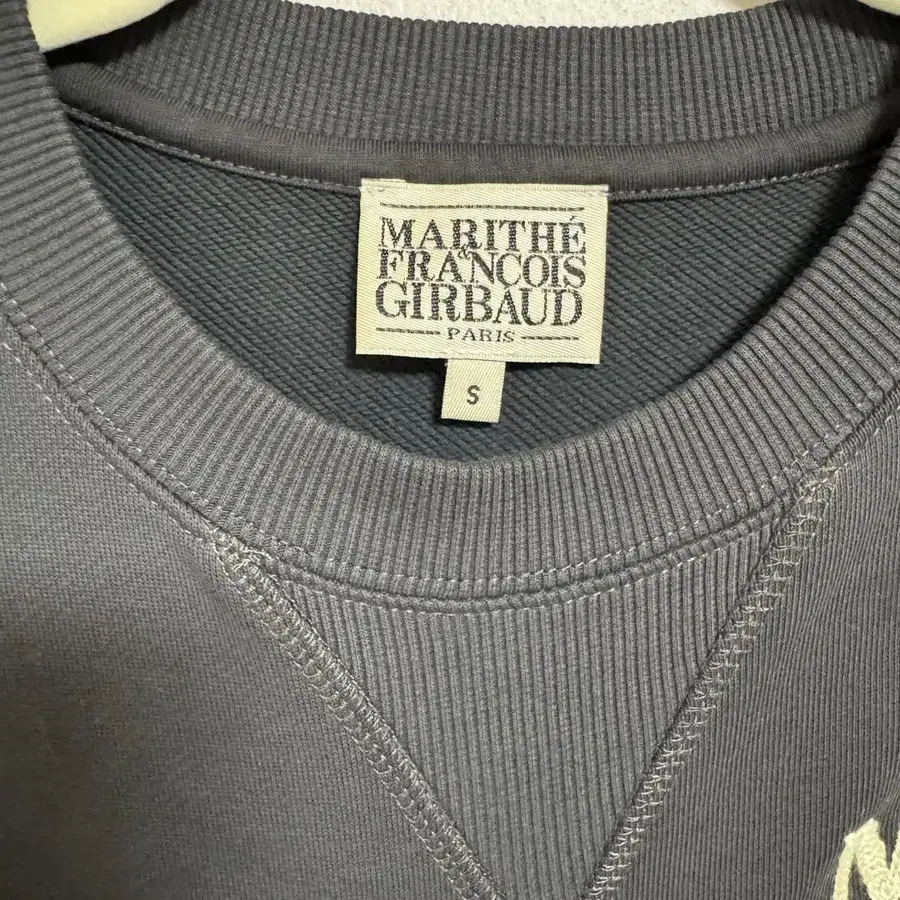 MARITHÉ
&
FRANÇOIS
GIRBAUD
PARIS
S